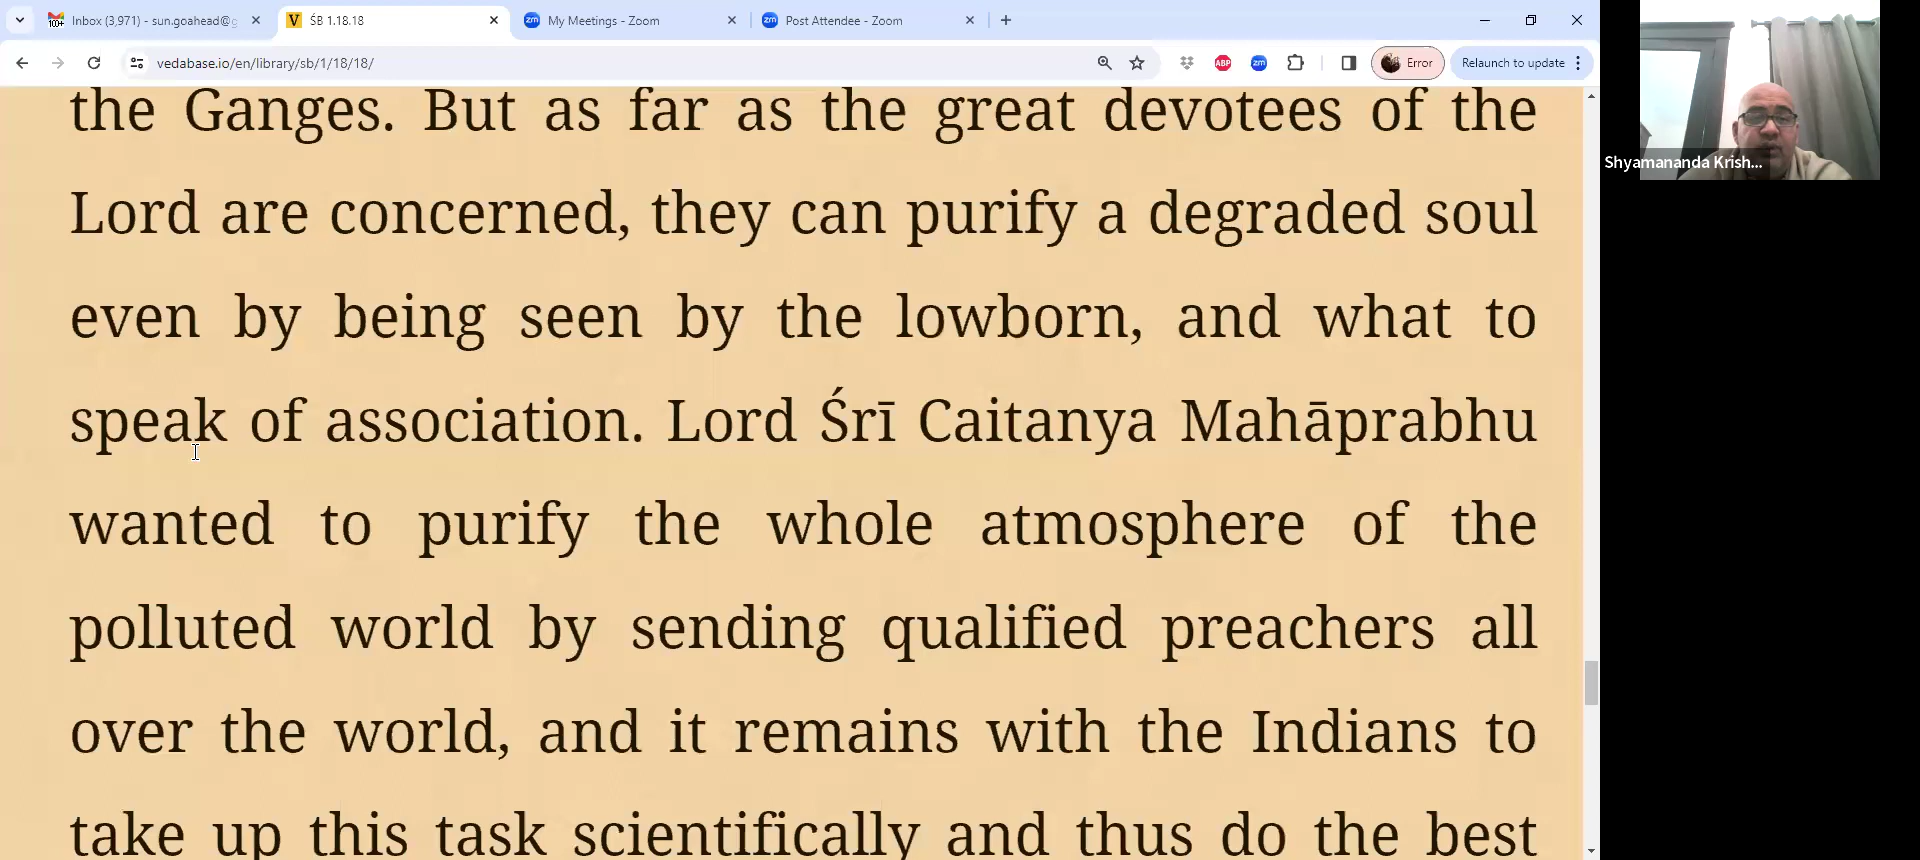 10+ Inbox (3,971) - sun.goahead@g
ŚB 1.18.18
zm My Meetings - Zoom
zm Post Attendee - Zoom
vedabase.io/en/library/sb/1/18/18/
ABP
zm
Error
Relaunch to update
the Ganges. But as far as the great devotees of the
Lord are concerned, they can purify a degraded soul
even by being seen by the lowborn, and what to
speak of association. Lord Śrī Caitanya Mahāprabhu
wanted to purify the whole atmosphere of the
polluted world by sending qualified preachers all
over the world, and it remains with the Indians to
take up this task scientifically and thus do the best
Shyamananda Krish...